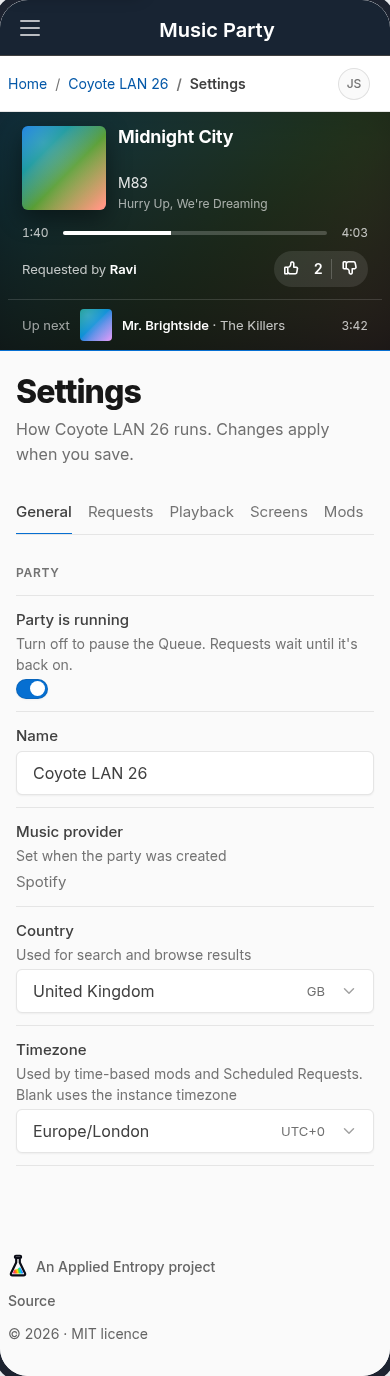 Music Party
Home / Coyote LAN 26 / Settings
JS
Midnight City
M83
Hurry Up, We're Dreaming
1:40
4:03
Requested by Ravi
2
Up next
Mr. Brightside · The Killers
3:42
Settings
How Coyote LAN 26 runs. Changes apply
when you save.
General Requests Playback Screens Mods
PARTY
Party is running
Turn off to pause the Queue. Requests wait until it's
back on.
Name
Coyote LAN 26
Music provider
Set when the party was created
Spotify
Country
Used for search and browse results
United Kingdom
GB
Timezone
Used by time-based mods and Scheduled Requests.
Blank uses the instance timezone
Europe/London
UTC+0
An Applied Entropy project
Source
© 2026 · MIT licence